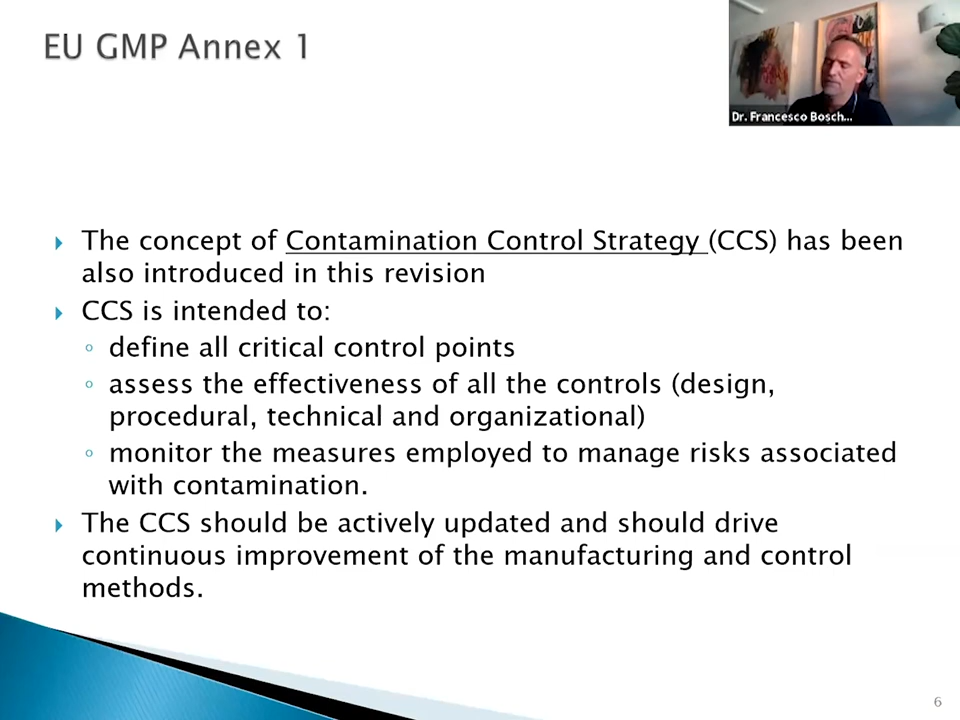 EU GMP Annex 1
Dr. Francesco Bosch...
The concept of Contamination Control Strategy (CCS) has been
also introduced in this revision
CCS is intended to:
define all critical control points
assess the effectiveness of all the controls (design,
procedural, technical and organizational)
monitor the measures employed to manage risks associated
with contamination.
The CCS should be actively updated and should drive
continuous improvement of the manufacturing and control
methods.
6